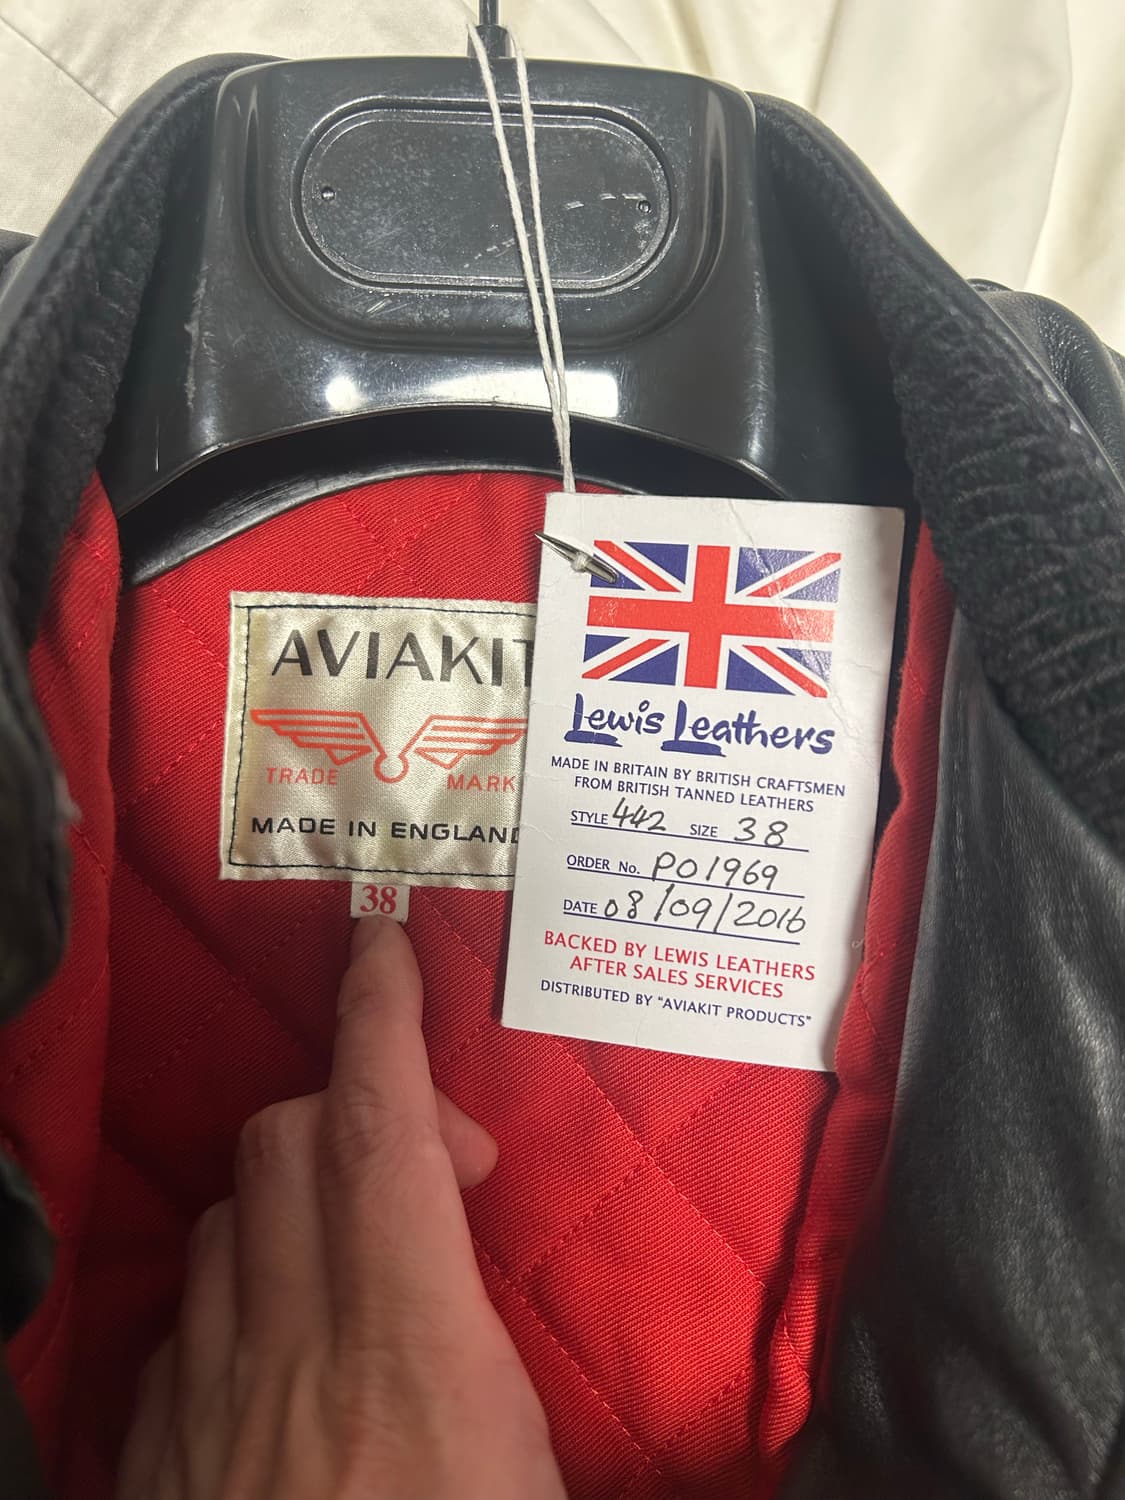 AVIAKIT
TRADE MARK
MADE IN ENGLAND
38
Lewis Leathers
MADE IN BRITAIN BY BRITISH CRAFTSMEN
FROM BRITISH TANNED LEATHERS
STYLE 442 SIZE 38
ORDER No. PO1969
DATE 08/09/2016
BACKED BY LEWIS LEATHERS
AFTER SALES SERVICES
DISTRIBUTED BY "AVIAKIT PRODUCTS"